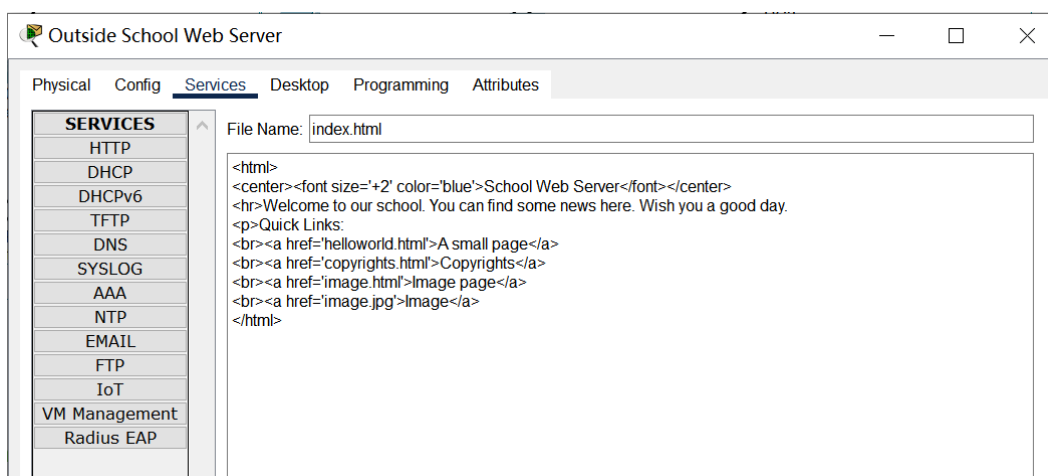 Outside School Web Server
Physical Config Services Desktop Programming Attributes
SERVICES
HTTP
DHCP
DHCPv6
TFTP
DNS
SYSLOG
AAA
NTP
EMAIL
FTP
IoT
VM Management
Radius EAP
File Name: index.html
<html>
<center><font size='+2' color='blue'>School Web Server</font></center>
<hr>Welcome to our school. You can find some news here. Wish you a good day.
<p>Quick Links:
<br><a href='helloworld.html'>A small page</a>
<br><a href='copyrights.html'>Copyrights</a>
<br><a href='image.html'>Image page</a>
<br><a href='image.jpg'>Image</a>
</html>